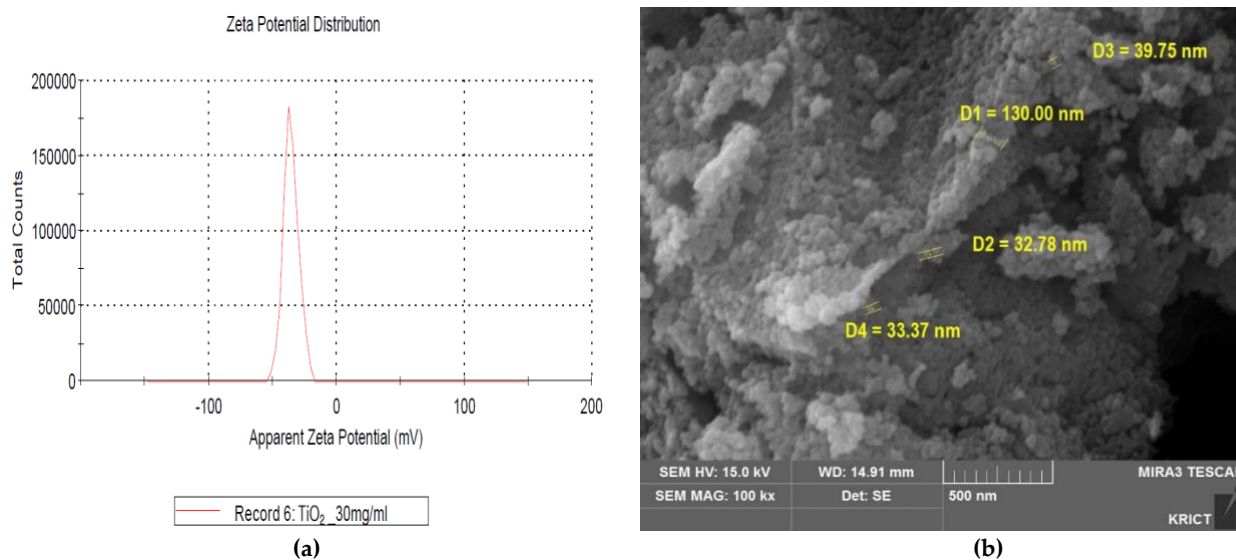 Zeta Potential Distribution
200000
150000
100000
50000
0
-100 0 100 200
Total Counts
Apparent Zeta Potential (mV)
Record 6: TiO₂_30mg/ml
(a)
D3 = 39.75 nm
D1 = 130.00 nm
D2 = 32.78 nm
D4 = 33.37 nm
SEM HV: 15.0 kV WD: 14.91 mm MIRA3 TESCAN
SEM MAG: 100 kx Det: SE 500 nm
KRICT
(b)